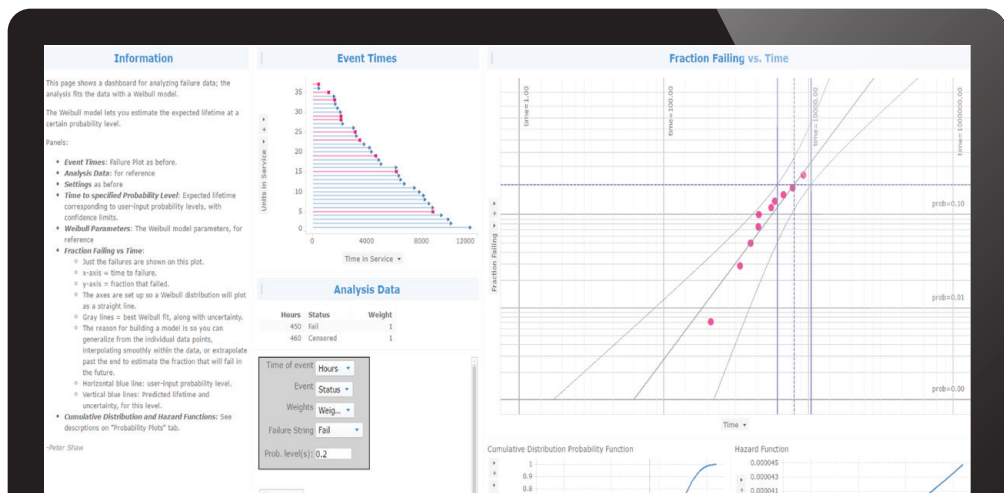 Information
This page shows a dashboard for analyzing failure data; the
analysis fits the data with a Weibull model.
The Weibull model lets you estimate the expected lifetime at a
certain probability level.
Panels:
Event Times: Failure Plot as before.
Analysis Data: for reference
Settings as before
Time to specified Probability Level: Expected lifetime
corresponding to user-input probability levels, with
confidence limits.
Weibull Parameters: The Weibull model parameters, for
reference
Fraction Failing vs Time:
Just the failures are shown on this plot.
x-axis = time to failure.
y-axis = fraction that failed.
The axes are set up so a Weibull distribution will plot
as a straight line.
Gray lines = best Weibull fit, along with uncertainty.
The reason for building a model is so you can
generalize from the individual data points,
interpolating smoothly within the data, or extrapolate
past the end to estimate the fraction that will fail in
the future.
Horizontal blue line: user-input probability level.
Vertical blue lines: Predicted lifetime and
uncertainty, for this level.
Cumulative Distribution and Hazard Functions: See
descrptions on "Probability Plots" tab.
-Peter Shaw
Event Times
Units in Service
35
30
25
20
15
10
5
0
0 4000 8000 12000
Time in Service
Analysis Data
Hours Status Weight
450 Fail 1
460 Censored 1
Time of event Hours
Event Status
Weights Weig...
Failure String Fail
Prob. level(s): 0.2
Fraction Failing vs. Time
Fraction Failing
time=1.00
time=100.00
time=10000.00
time=1000000.00
prob=0.10
prob=0.01
prob=0.00
Time
Cumulative Distribution Probability Function
1
0.9
0.8
Hazard Function
0.000045
0.000043
0.000041